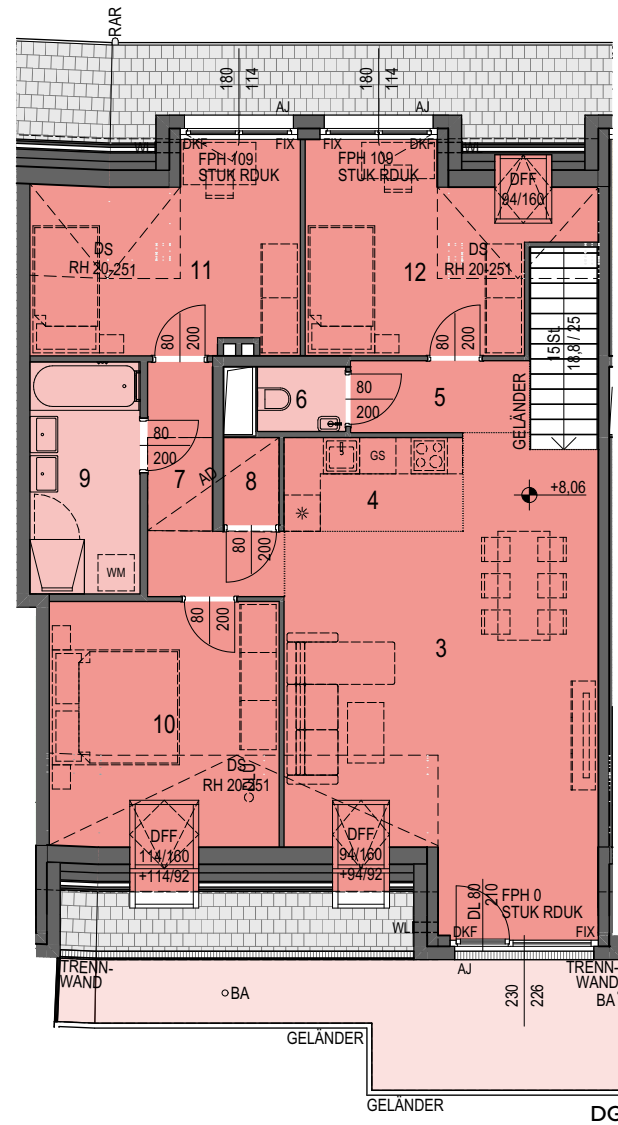 RAR
180
114
180
114
AJ
AJ
WL
DKF
FIX
FIX
DKF
WL
FPH 109
STUK RDUK
FPH 109
STUK RDUK
DFF
94/160
DS
RH 20-251
11
12
DS
RH 20-251
80
200
80
200
15 St.
18,8 / 25
GELÄNDER
6
80
200
5
9
80
200
7
AD
8
GS
4
+8,06
80
200
WM
80
200
3
10
DS
RH 20-251
DFF
114/160
+114/92
DFF
94/160
+94/92
DL 80
210
FPH 0
STUK RDUK
WL
DKF
FIX
AJ
TRENN-
WAND
BA
230
226
TRENN-
WAND
BA
GELÄNDER
GELÄNDER
DG